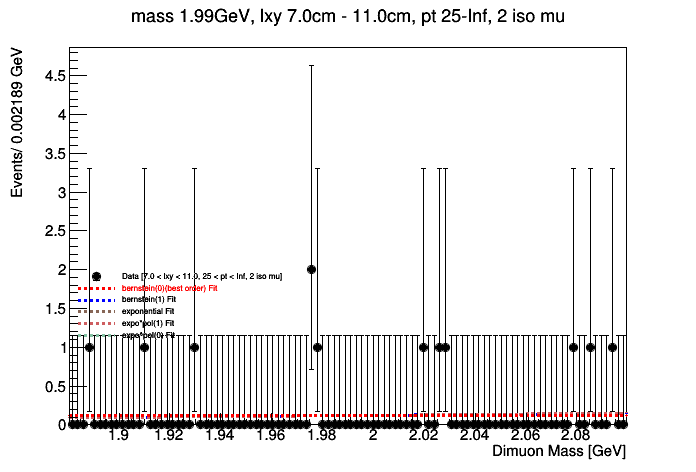 mass 1.99GeV, lxy 7.0cm - 11.0cm, pt 25-Inf, 2 iso mu
Events/ 0.002189 GeV
4.5
4
3.5
3
2.5
2
1.5
1
0.5
0
Data [7.0 < lxy < 11.0, 25 < pt < Inf, 2 iso mu]
bernstein(0)(best order) Fit
bernstein(1) Fit
exponential Fit
expo*pol(1) Fit
expo*pol(0) Fit
1.9 1.92 1.94 1.96 1.98 2 2.02 2.04 2.06 2.08
Dimuon Mass [GeV]